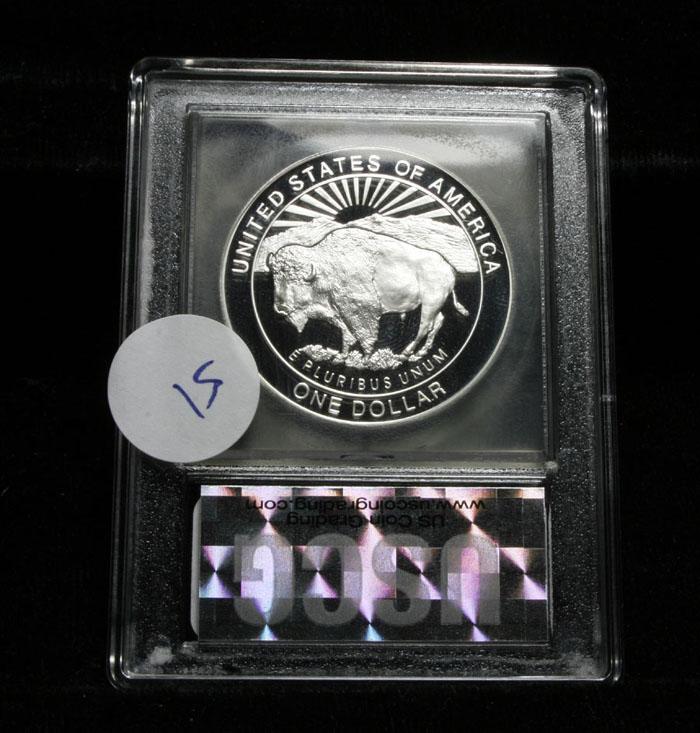 UNITED STATES OF AMERICA
E PLURIBUS UNUM
ONE DOLLAR
15
US Coin Grading
www.uscoingrading.com
USCG